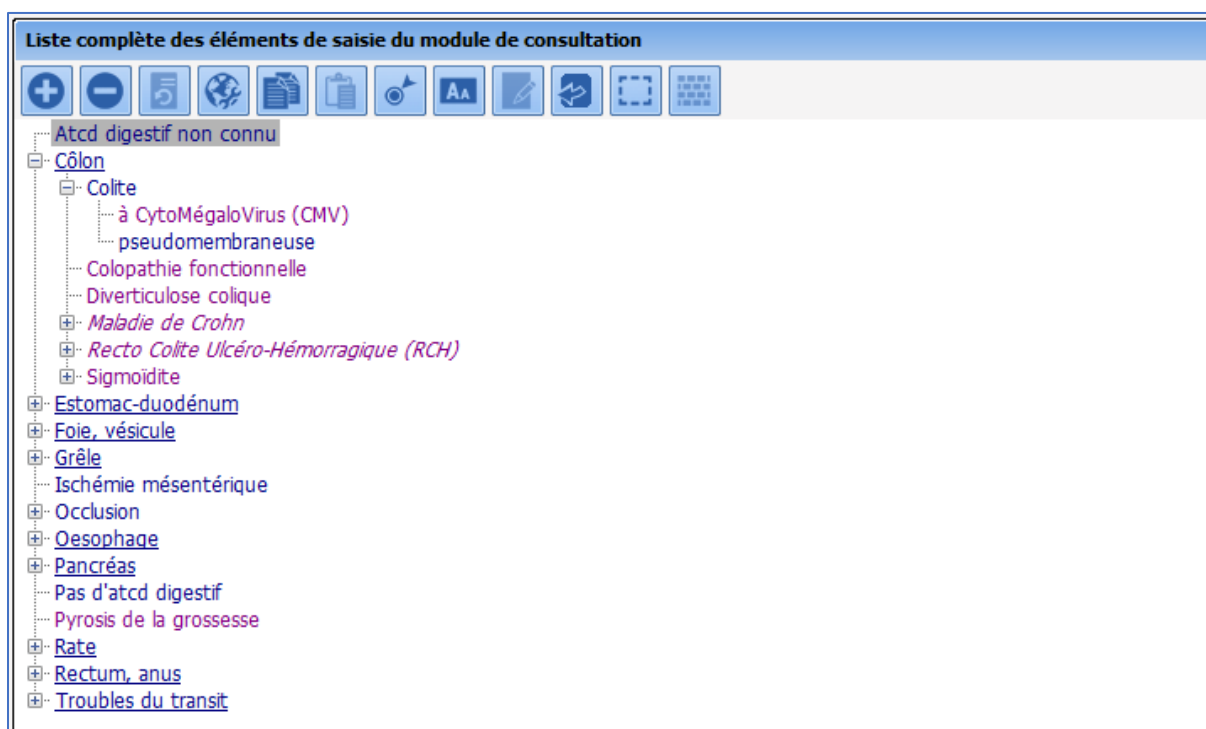 Liste complète des éléments de saisie du module de consultation
AA
Atcd digestif non connu
Côlon
Colite
à CytoMégaloVirus (CMV)
pseudomembraneuse
Colopathie fonctionnelle
Diverticulose colique
Maladie de Crohn
Recto Colite Ulcéro-Hémorragique (RCH)
Sigmoïdite
Estomac-duodénum
Foie, vésicule
Grêle
Ischémie mésentérique
Occlusion
Oesophage
Pancréas
Pas d'atcd digestif
Pyrosis de la grossesse
Rate
Rectum, anus
Troubles du transit